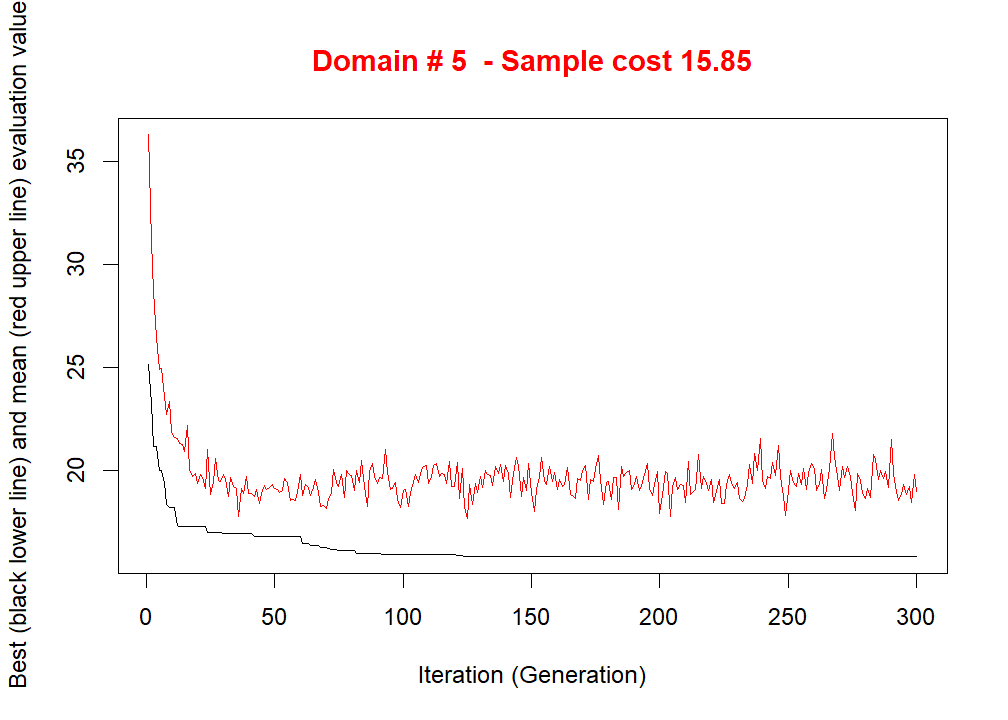 Domain # 5  - Sample cost 15.85
Best (black lower line) and mean (red upper line) evaluation value
35
30
25
20
0 50 100 150 200 250 300
Iteration (Generation)